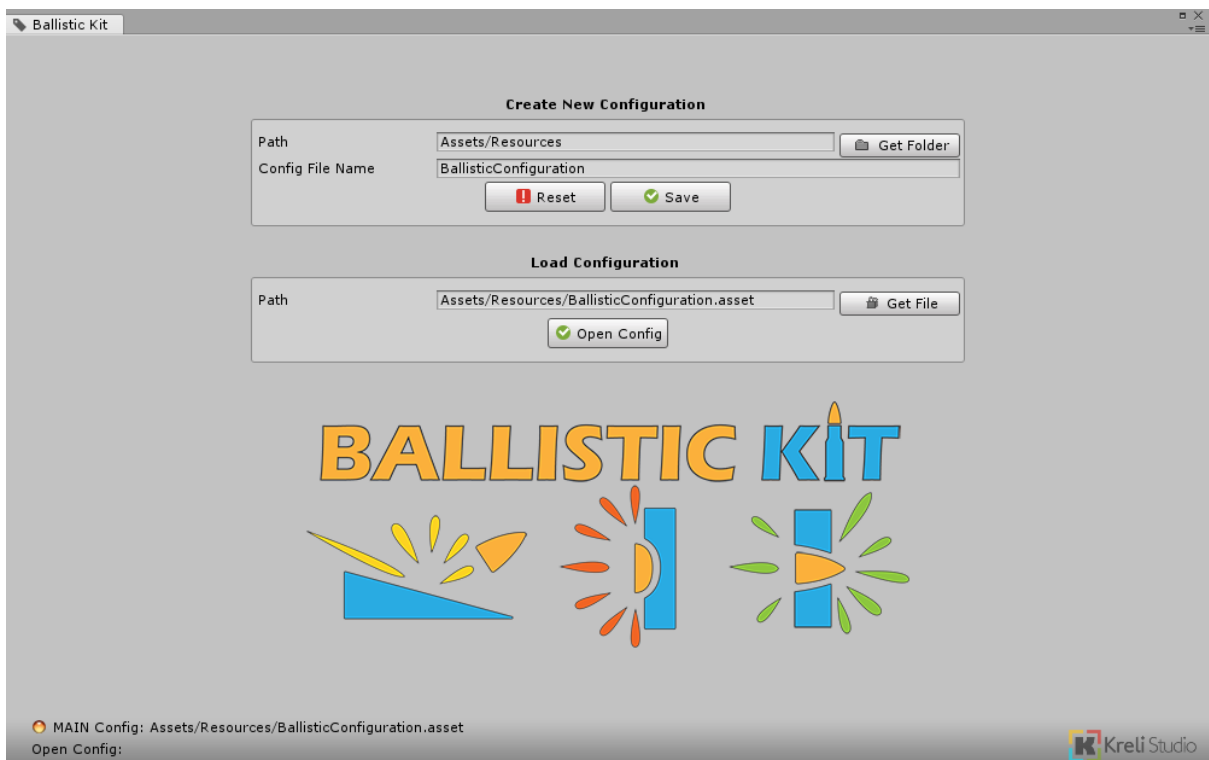 Ballistic Kit
Create New Configuration
Path Assets/Resources Get Folder
Config File Name BallisticConfiguration
Reset Save
Load Configuration
Path Assets/Resources/BallisticConfiguration.asset Get File
Open Config
BALLISTIC KIT
MAIN Config: Assets/Resources/BallisticConfiguration.asset
Open Config:
K Kreli Studio